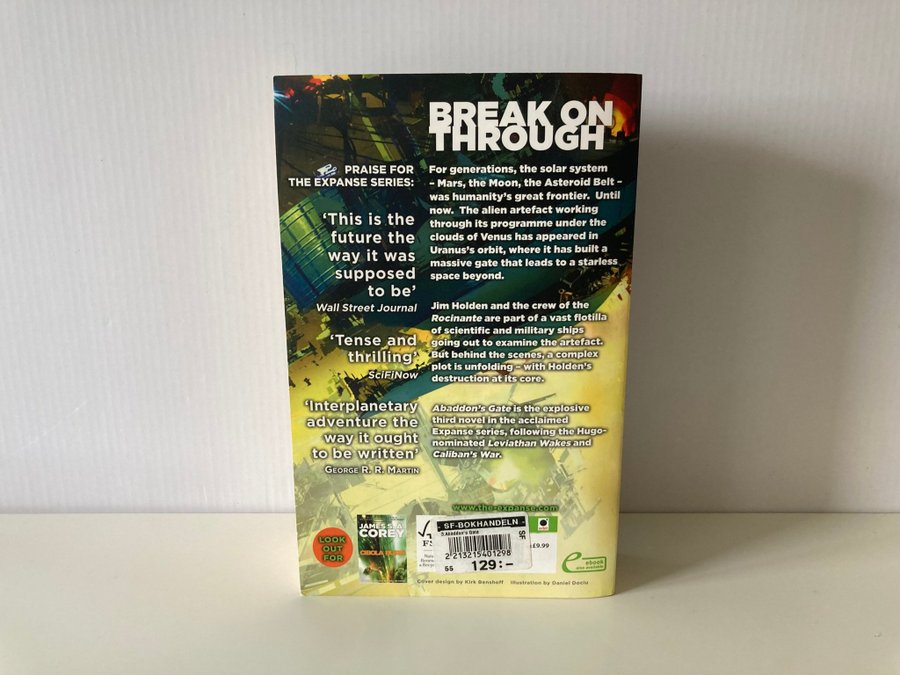 BREAK ON
THROUGH
PRAISE FOR
THE EXPANSE SERIES:
‘This is the
future the
way it was
supposed
to be’
Wall Street Journal
‘Tense and
thrilling’
SciFiNow
‘Interplanetary
adventure the
way it ought
to be written’
George R. R. Martin
For generations, the solar system
– Mars, the Moon, the Asteroid Belt –
was humanity’s great frontier. Until
now. The alien artefact working
through its programme under the
clouds of Venus has appeared in
Uranus’s orbit, where it has built a
massive gate that leads to a starless
space beyond.
Jim Holden and the crew of the
Rocinante are part of a vast flotilla
of scientific and military ships
going out to examine the artefact.
But behind the scenes, a complex
plot is unfolding – with Holden’s
destruction at its core.
Abaddon’s Gate is the explosive
third novel in the acclaimed
Expanse series, following the Hugo-
nominated Leviathan Wakes and
Caliban’s War.
www.the-expanse.com
LOOK
OUT
FOR
JAMES S. A.
COREY
CIBOLA BURN
- SF-BOKHANDELN -
SF
2213215401298
129:-
£9.99
ebook
also available
Cover design by Kirk Benshoff Illustration by Daniel Dociu